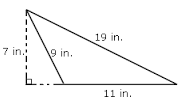 19 in.
7 in.
9 in.
11 in.